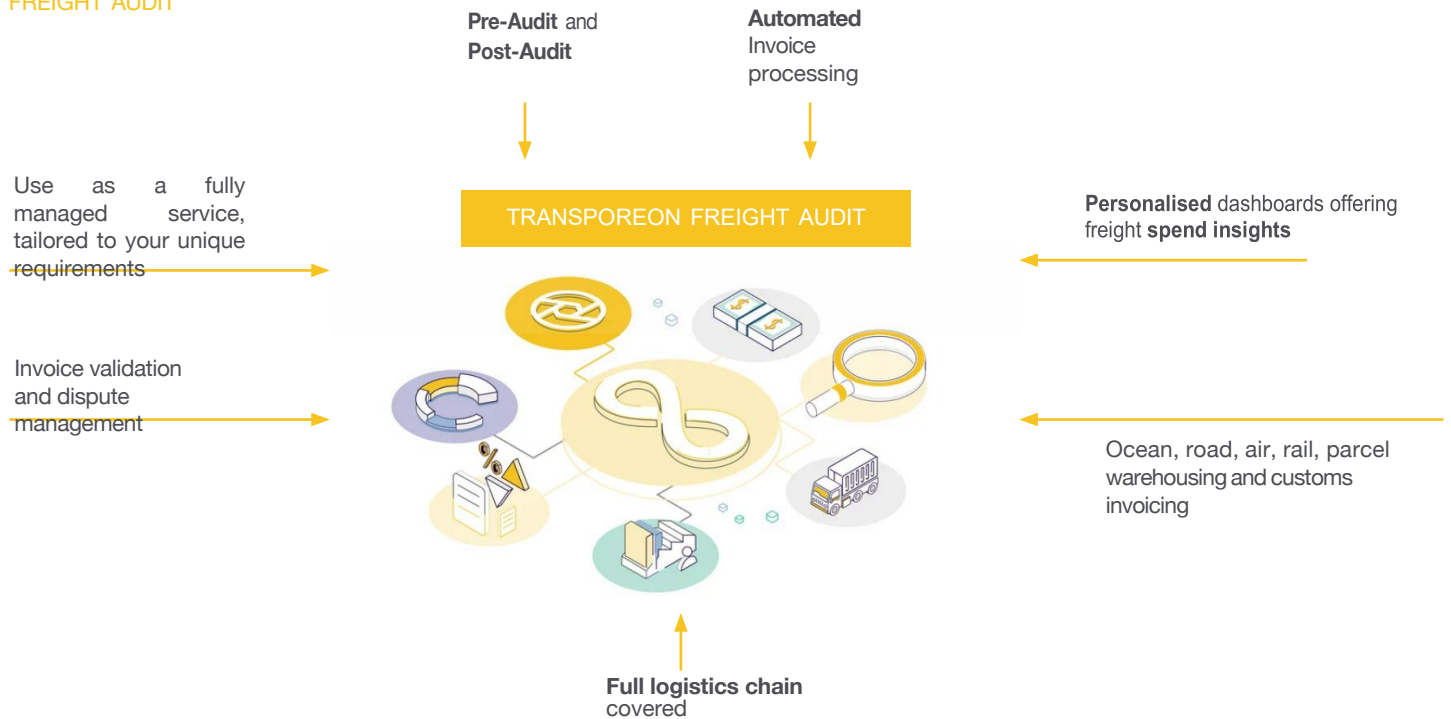 FREIGHT AUDIT
Pre-Audit and
Post-Audit
Automated
Invoice
processing
Use as a fully
managed service,
tailored to your unique
requirements
TRANSPOREON FREIGHT AUDIT
Personalised dashboards offering
freight spend insights
$ $
Invoice validation
and dispute
management
%
Ocean, road, air, rail, parcel
warehousing and customs
invoicing
Full logistics chain
covered